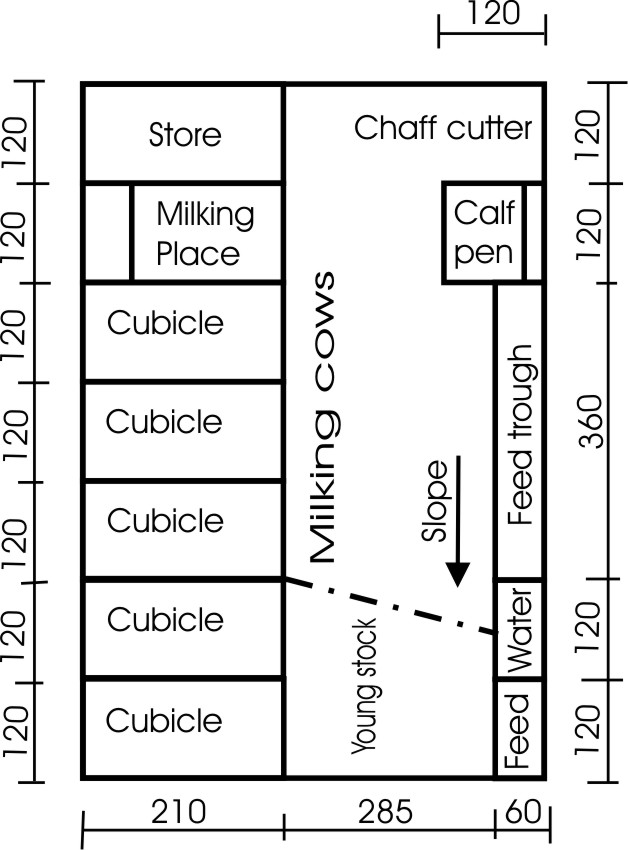 120
Store
Chaff cutter
120
120
Milking
Place
Calf
pen
120
120
Cubicle
120
Cubicle
120
Cubicle
120
Milking cows
Slope
Feed trough
360
Cubicle
120
Young stock
Water
120
Cubicle
120
Feed
120
210
285
60